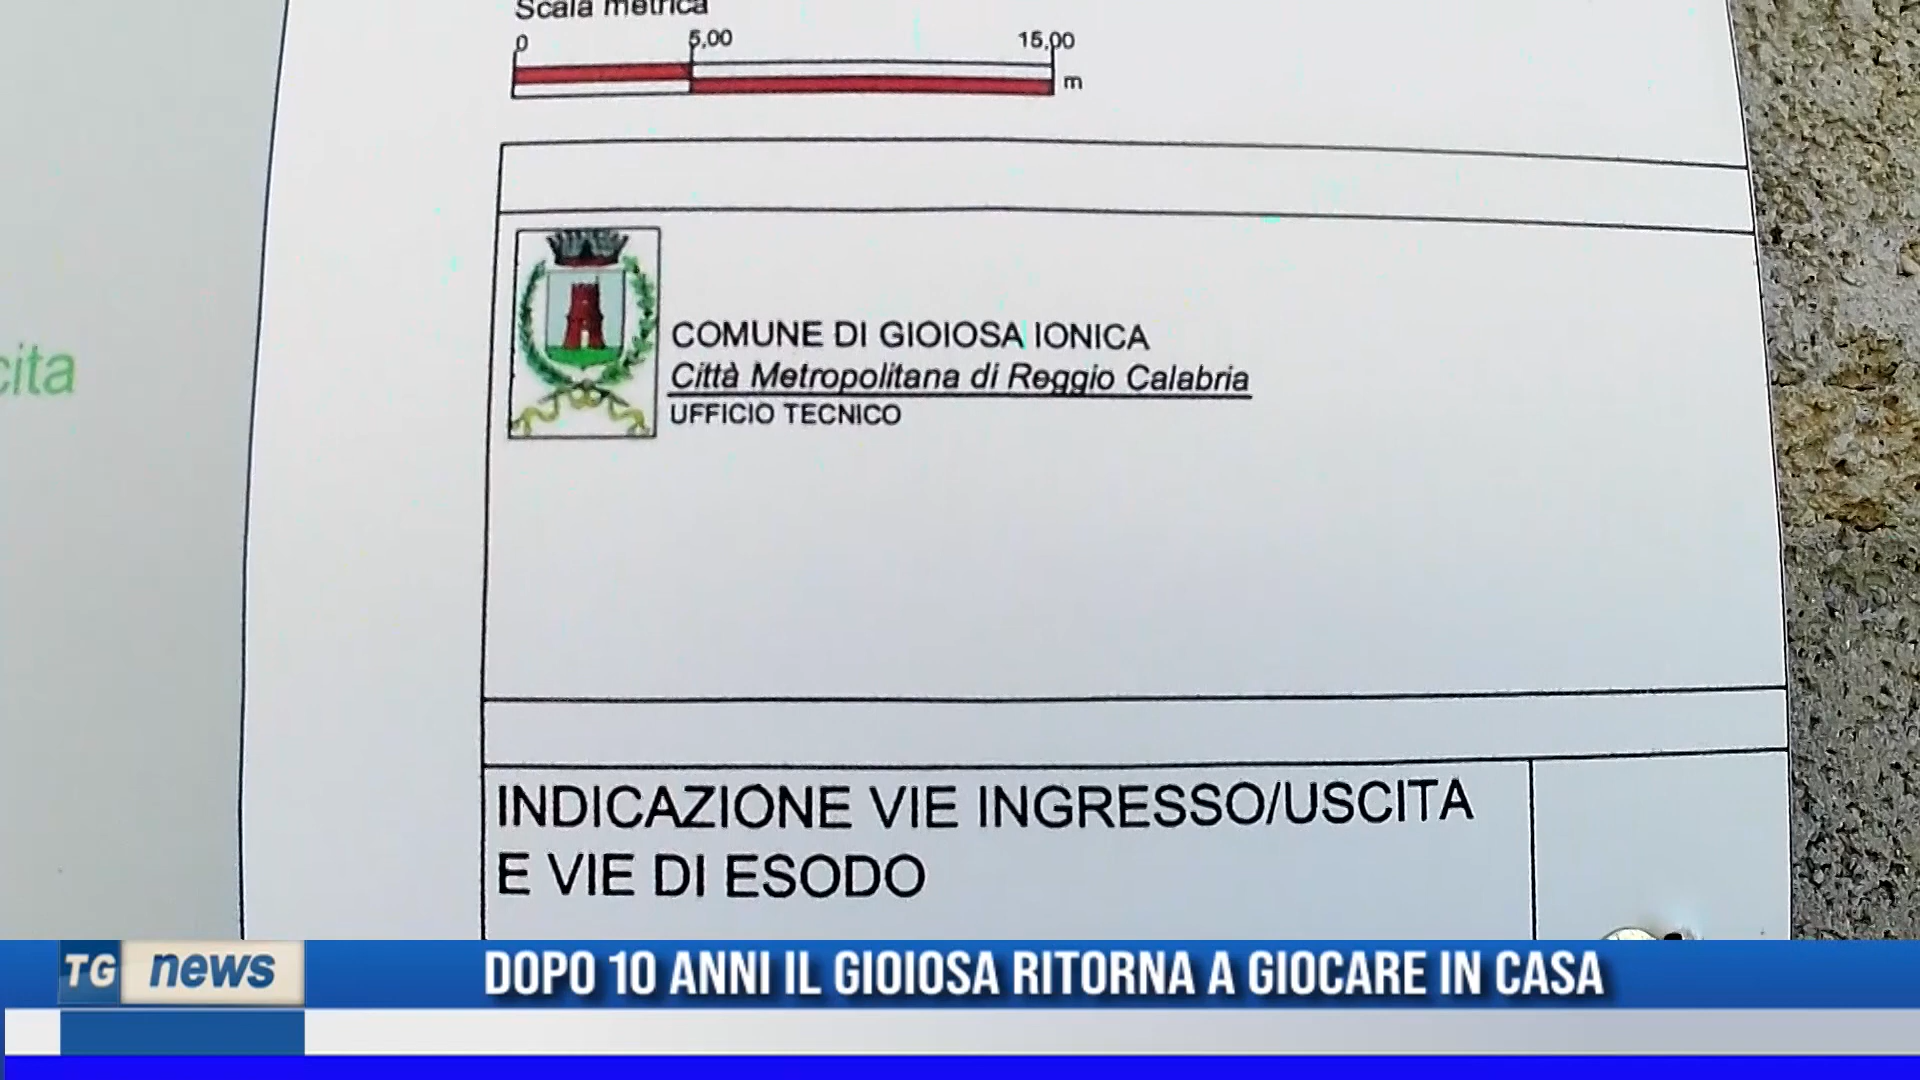 Scala metrica
0 5,00 15,00
m
cita
COMUNE DI GIOIOSA IONICA
Città Metropolitana di Reggio Calabria
UFFICIO TECNICO
INDICAZIONE VIE INGRESSO/USCITA
E VIE DI ESODO
TG news
DOPO 10 ANNI IL GIOIOSA RITORNA A GIOCARE IN CASA